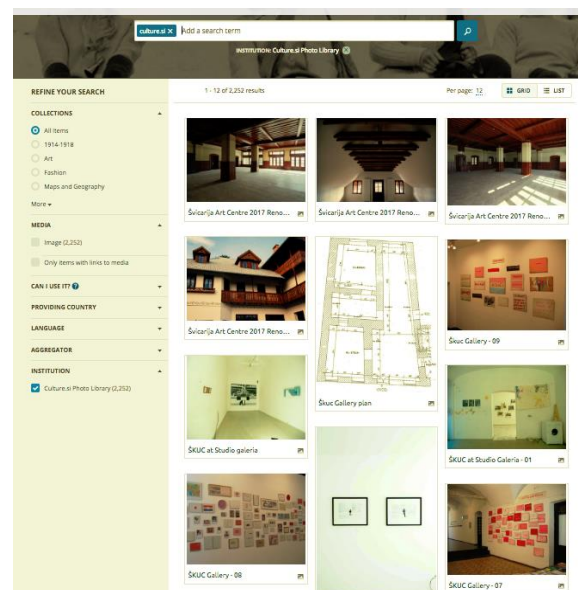 culture.si × Add a search term
INSTITUTION: Culture.si Photo Library
REFINE YOUR SEARCH
1 - 12 of 2,252 results
Per page: 12
GRID
LIST
COLLECTIONS
All items
1914-1918
Art
Fashion
Maps and Geography
More
MEDIA
Image (2,252)
Only items with links to media
CAN I USE IT? ?
PROVIDING COUNTRY
LANGUAGE
AGGREGATOR
INSTITUTION
Culture.si Photo Library (2,252)
Švicarija Art Centre 2017 Reno...
Švicarija Art Centre 2017 Reno...
Švicarija Art Centre 2017 Reno...
Švicarija Art Centre 2017 Reno...
Škuc Gallery plan
Škuc Gallery - 09
ŠKUC at Studio galeria
ŠKUC at Studio Galeria - 01
ŠKUC Gallery - 08
ŠKUC Gallery - 07